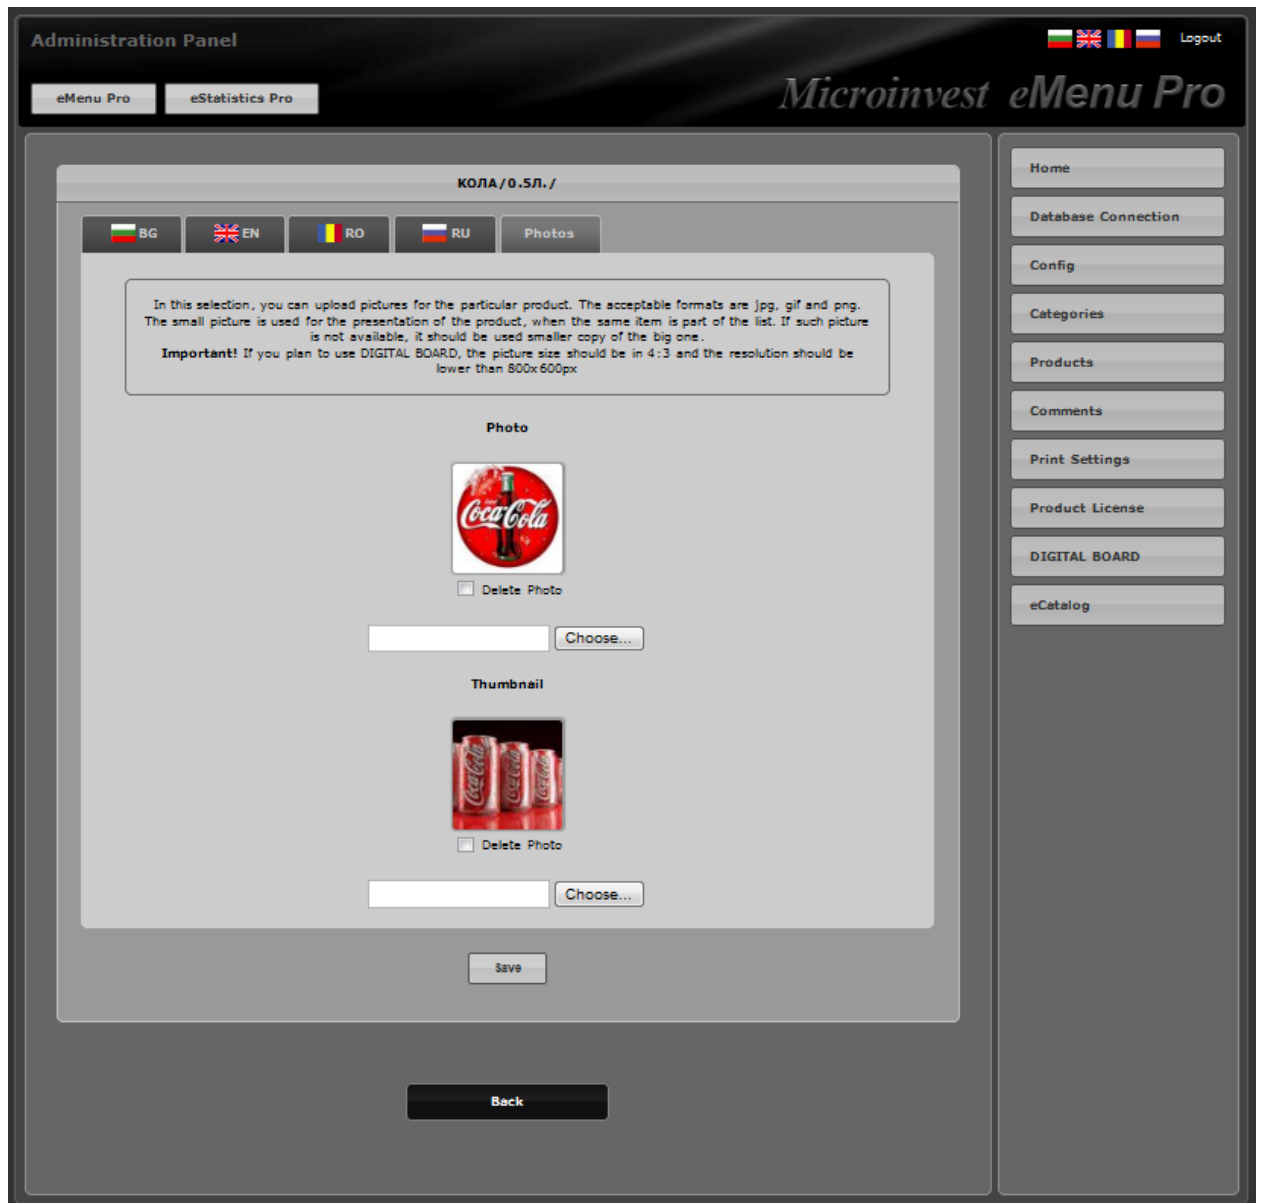 Administration Panel
Logout
eMenu Pro
eStatistics Pro
Microinvest eMenu Pro
КОЛА/0.5Л./
BG
EN
RO
RU
Photos
In this selection, you can upload pictures for the particular product. The acceptable formats are jpg, gif and png.
The small picture is used for the presentation of the product, when the same item is part of the list. If such picture
is not available, it should be used smaller copy of the big one.
Important! If you plan to use DIGITAL BOARD, the picture size should be in 4:3 and the resolution should be
lower than 800x600px
Photo
Coca-Cola
Delete Photo
Choose...
Thumbnail
Coca-Cola
Coca-Cola
Coca-Cola
Delete Photo
Choose...
Save
Back
Home
Database Connection
Config
Categories
Products
Comments
Print Settings
Product License
DIGITAL BOARD
eCatalog